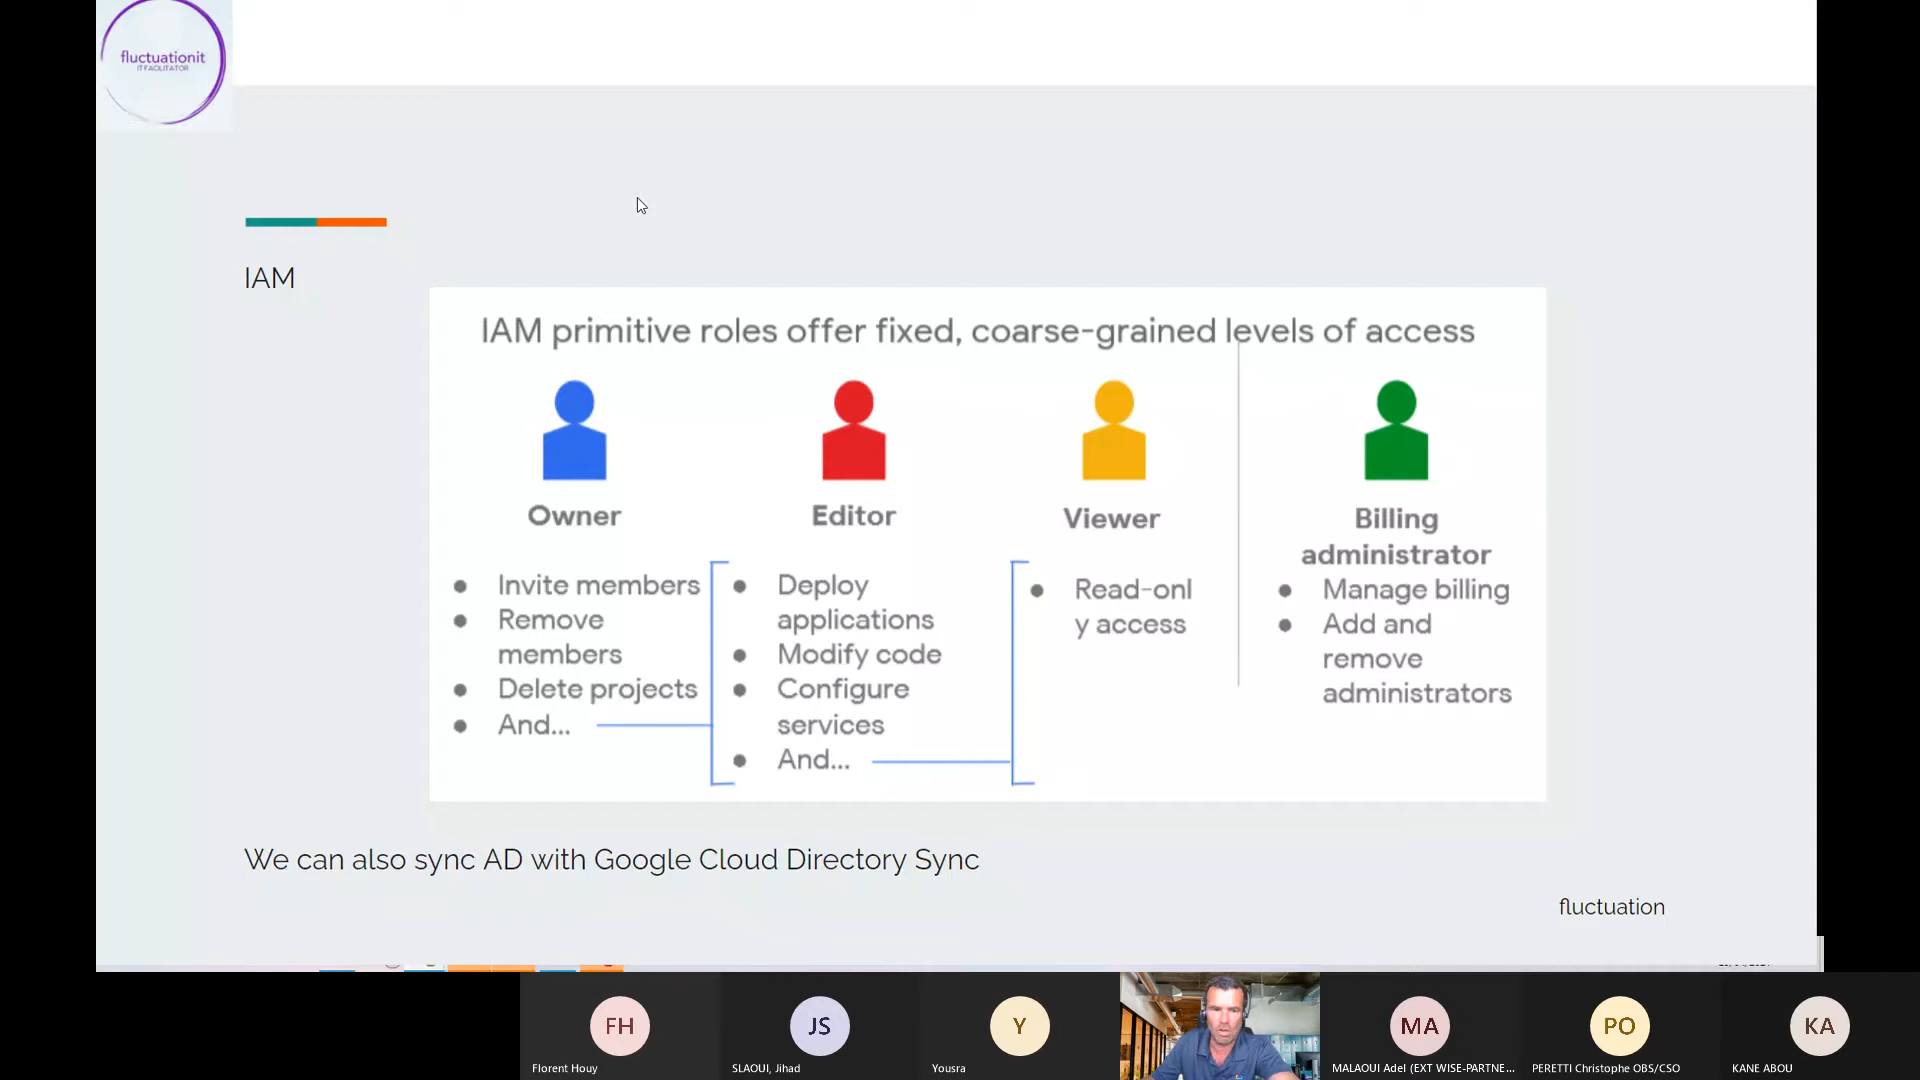 fluctuationit
IT FACILITATOR
IAM
IAM primitive roles offer fixed, coarse-grained levels of access
Owner
Invite members
Remove
members
Delete projects
And...
Editor
Deploy
applications
Modify code
Configure
services
And...
Viewer
Read-onl
y access
Billing
administrator
Manage billing
Add and
remove
administrators
We can also sync AD with Google Cloud Directory Sync
fluctuation
FH
Florent Houy
JS
SLAOUI, Jihad
Y
Yousra
MA
MALAOUI Adel (EXT WISE-PARTNE...
PO
PERETTI Christophe OBS/CSO
KA
KANE ABOU